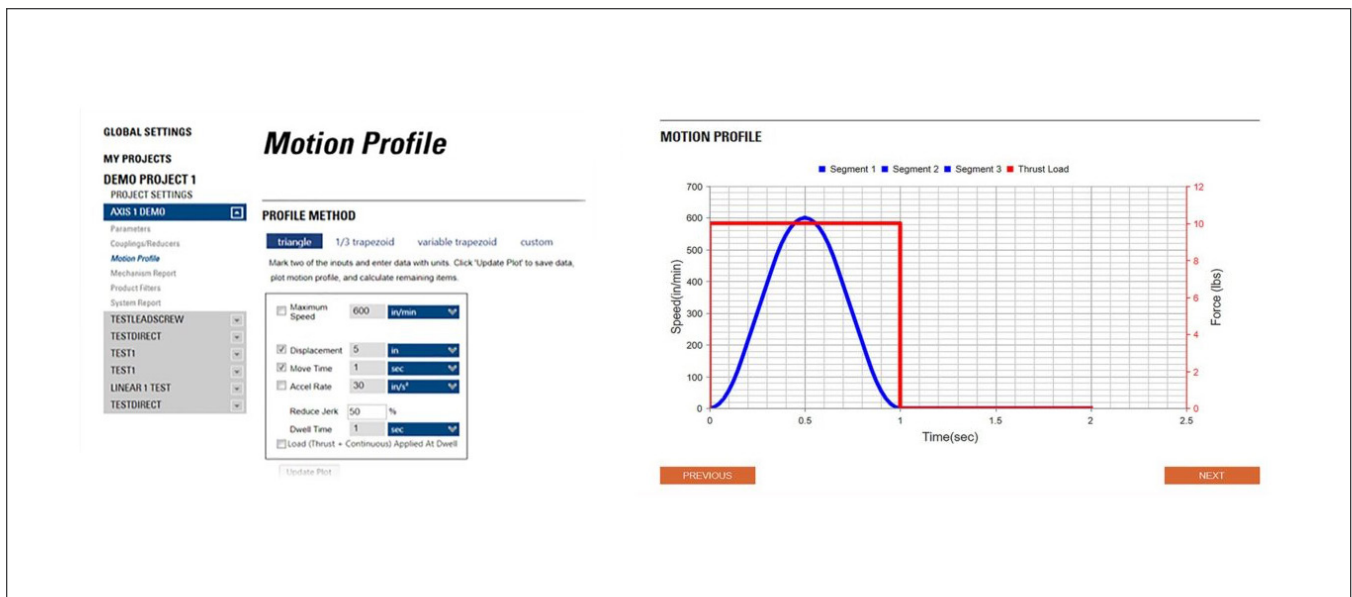 GLOBAL SETTINGS
MY PROJECTS
DEMO PROJECT 1
PROJECT SETTINGS
AXIS 1 DEMO
Parameters
Couplings/Reducers
Motion Profile
Mechanism Report
Product Filters
System Report
TESTLEADSCREW
TESTDIRECT
TEST1
TEST1
LINEAR 1 TEST
TESTDIRECT
Motion Profile
PROFILE METHOD
triangle 1/3 trapezoid variable trapezoid custom
Mark two of the inputs and enter data with units. Click 'Update Plot' to save data,
plot motion profile, and calculate remaining items.
Maximum
Speed 600 in/min
Displacement 5 in
Move Time 1 sec
Accel Rate 30 in/s²
Reduce Jerk 50 %
Dwell Time 1 sec
Load (Thrust + Continuous) Applied At Dwell
Update Plot
MOTION PROFILE
Segment 1 Segment 2 Segment 3 Thrust Load
700 12
600
500 10
400 8
300 6
200 4
100 2
0 0
0 0.5 1 1.5 2 2.5
Speed(in/min)
Force (lbs)
Time(sec)
PREVIOUS NEXT